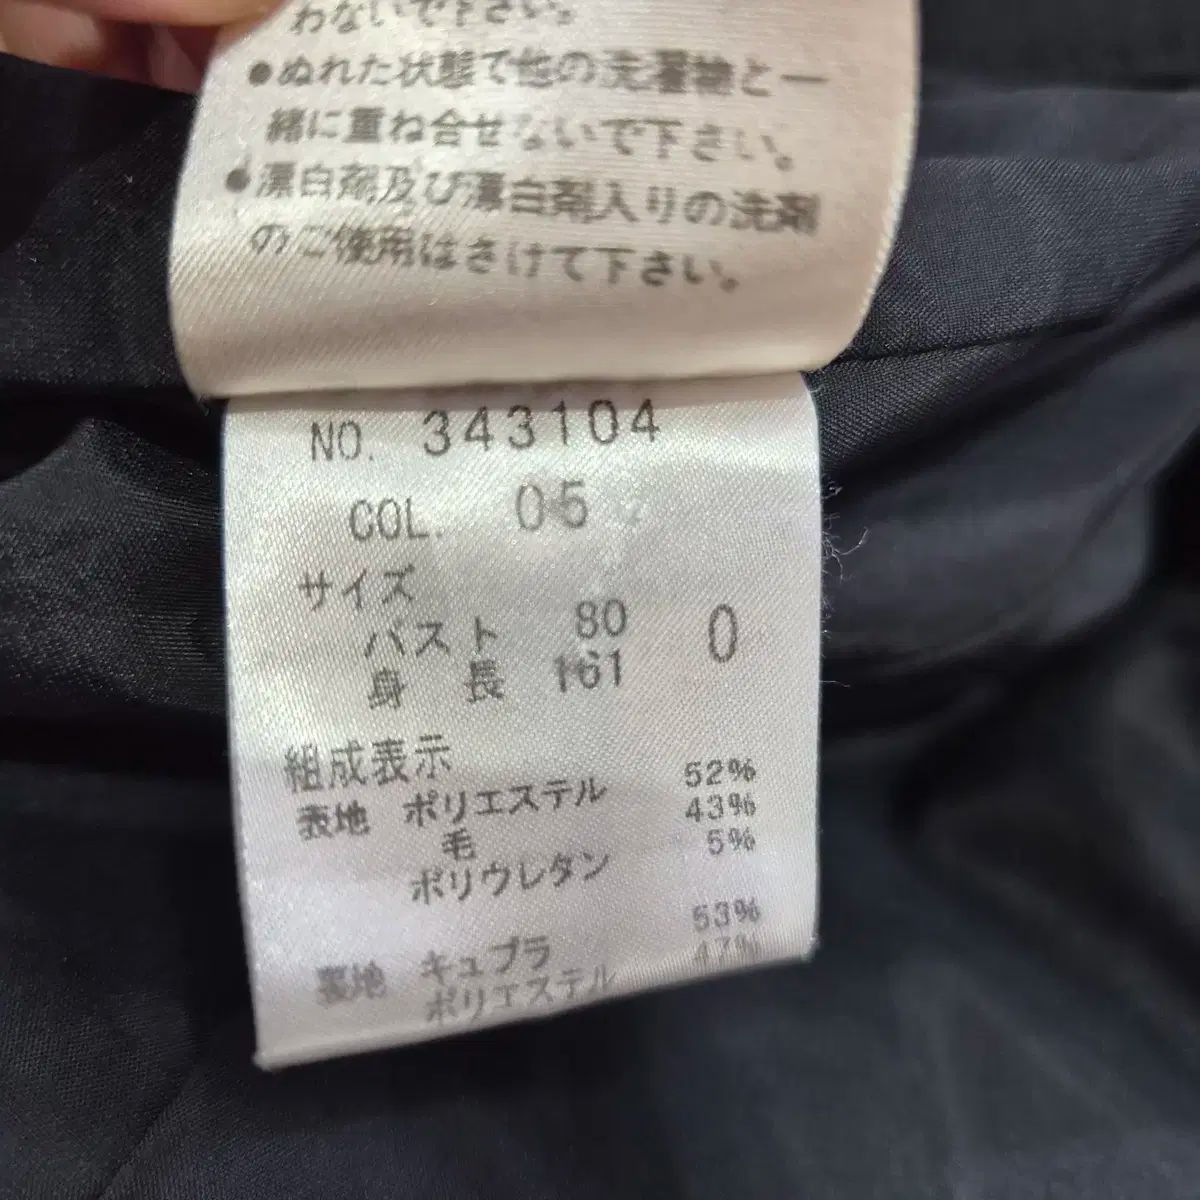 わないで下さい。
●ぬれた状態で他の洗濯物と一
緒に重ね合せないで下さい。
●漂白剤及び漂白剤入りの洗剤
のご使用はさけて下さい。
NO. 343104
COL. 05
サイズ
バスト 80 0
身 長 161
組成表示
表地 ポリエステル 52%
毛 43%
ポリウレタン 5%
裏地 キュプラ 53%
ポリエステル 47%